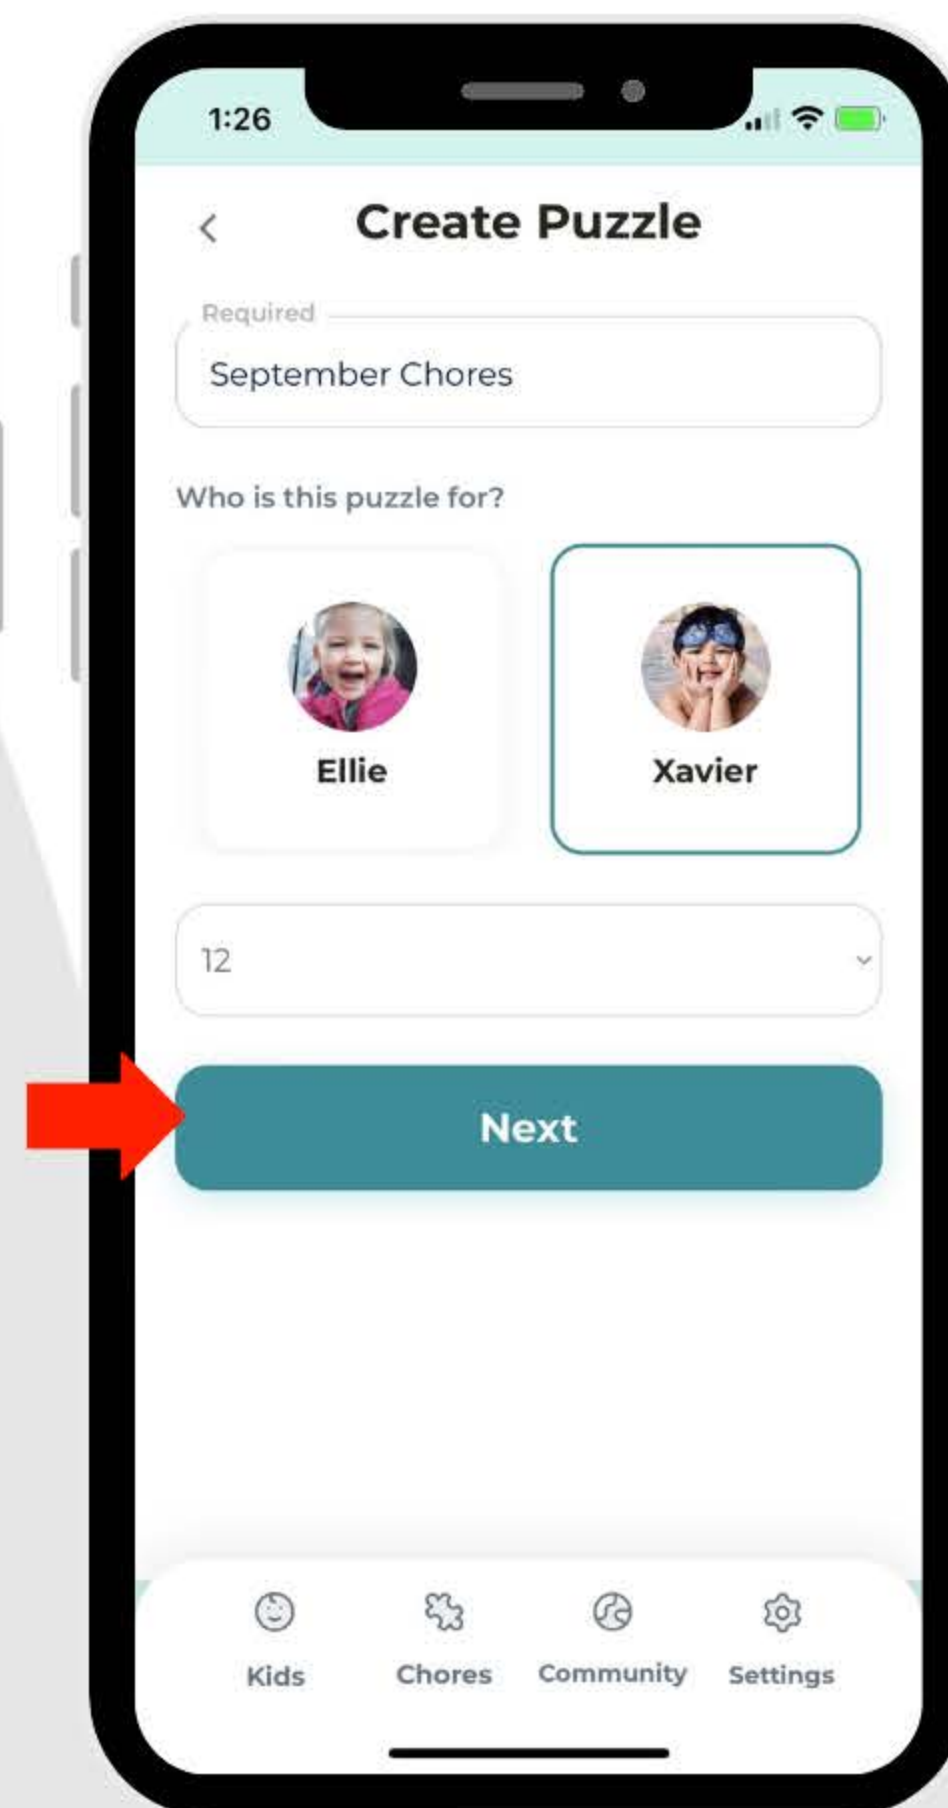 1:26
Create Puzzle
Required
September Chores
Who is this puzzle for?
Ellie
Xavier
12
Next
Kids
Chores
Community
Settings